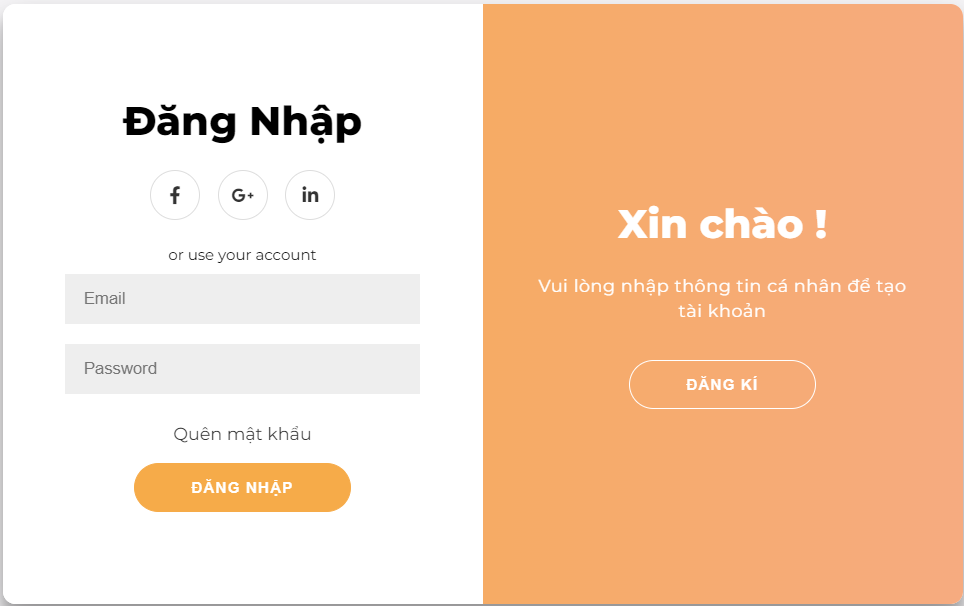 Đăng Nhập
f
G+
in
or use your account
Email
Password
Quên mật khẩu
ĐĂNG NHẬP
Xin chào !
Vui lòng nhập thông tin cá nhân để tạo
tài khoản
ĐĂNG KÍ